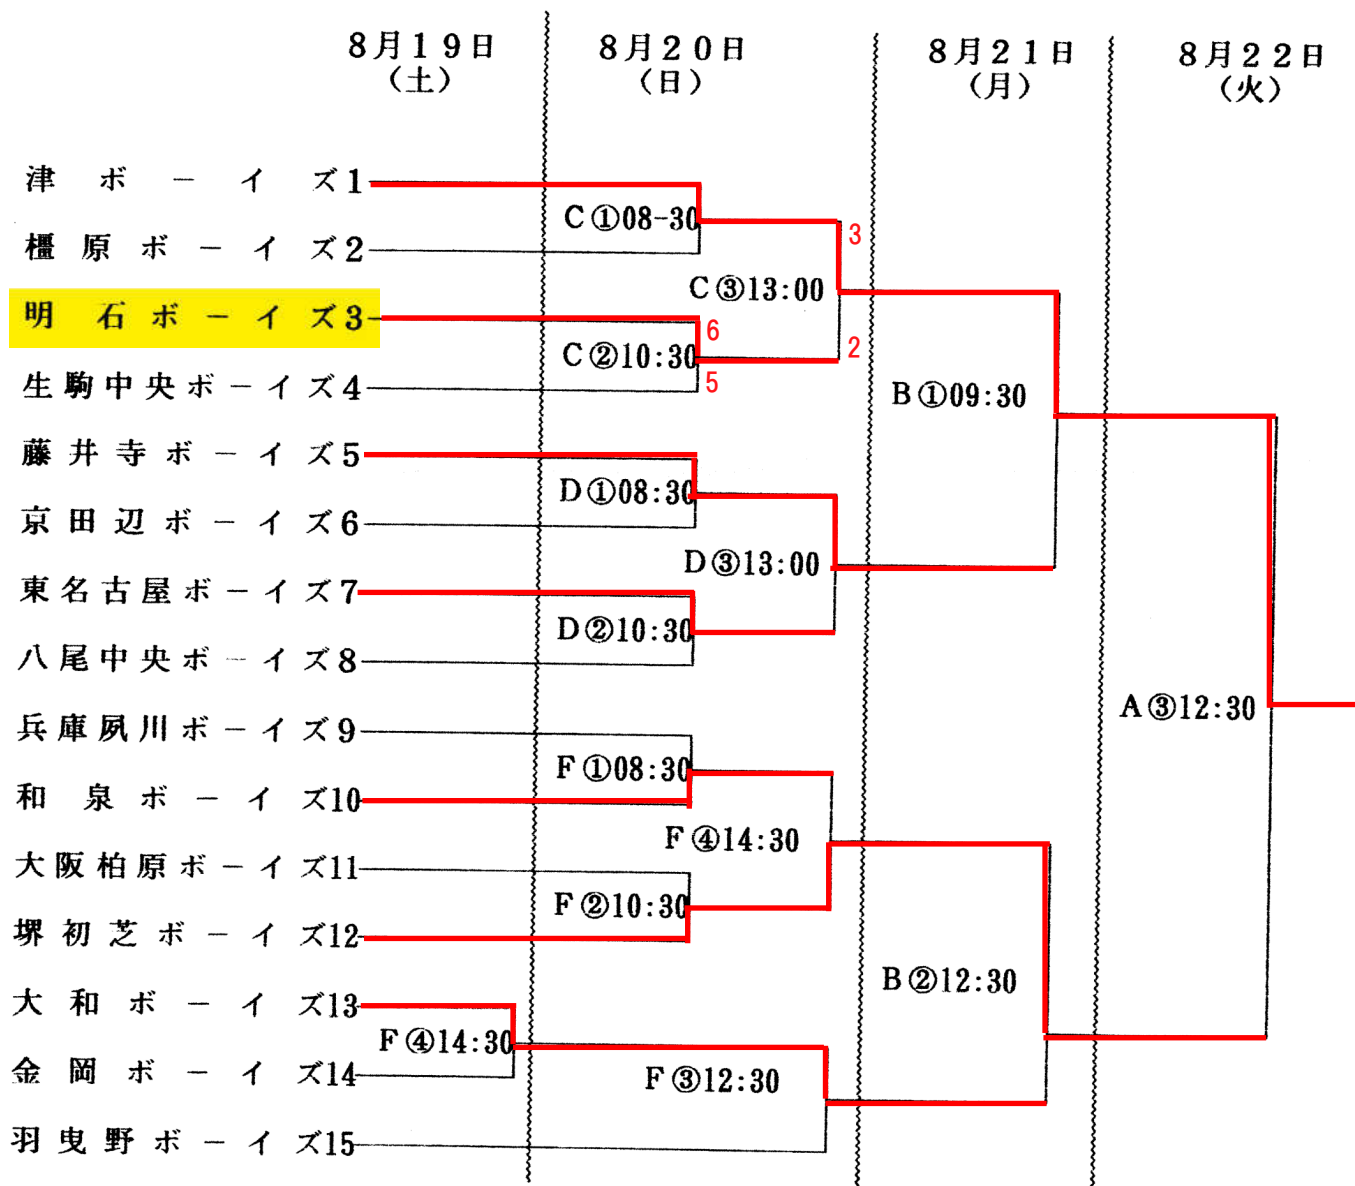 8月19日
(土)
8月20日
(日)
8月21日
(月)
8月22日
(火)
津ボーイズ1
C①08-30
橿原ボーイズ2
3
C③13:00
明石ボーイズ3
6
C②10:30
2
5
生駒中央ボーイズ4
B①09:30
藤井寺ボーイズ5
D①08:30
京田辺ボーイズ6
D③13:00
東名古屋ボーイズ7
D②10:30
八尾中央ボーイズ8
A③12:30
兵庫夙川ボーイズ9
F①08:30
和泉ボーイズ10
F④14:30
大阪柏原ボーイズ11
F②10:30
堺初芝ボーイズ12
B②12:30
大和ボーイズ13
F④14:30
金岡ボーイズ14
F③12:30
羽曳野ボーイズ15